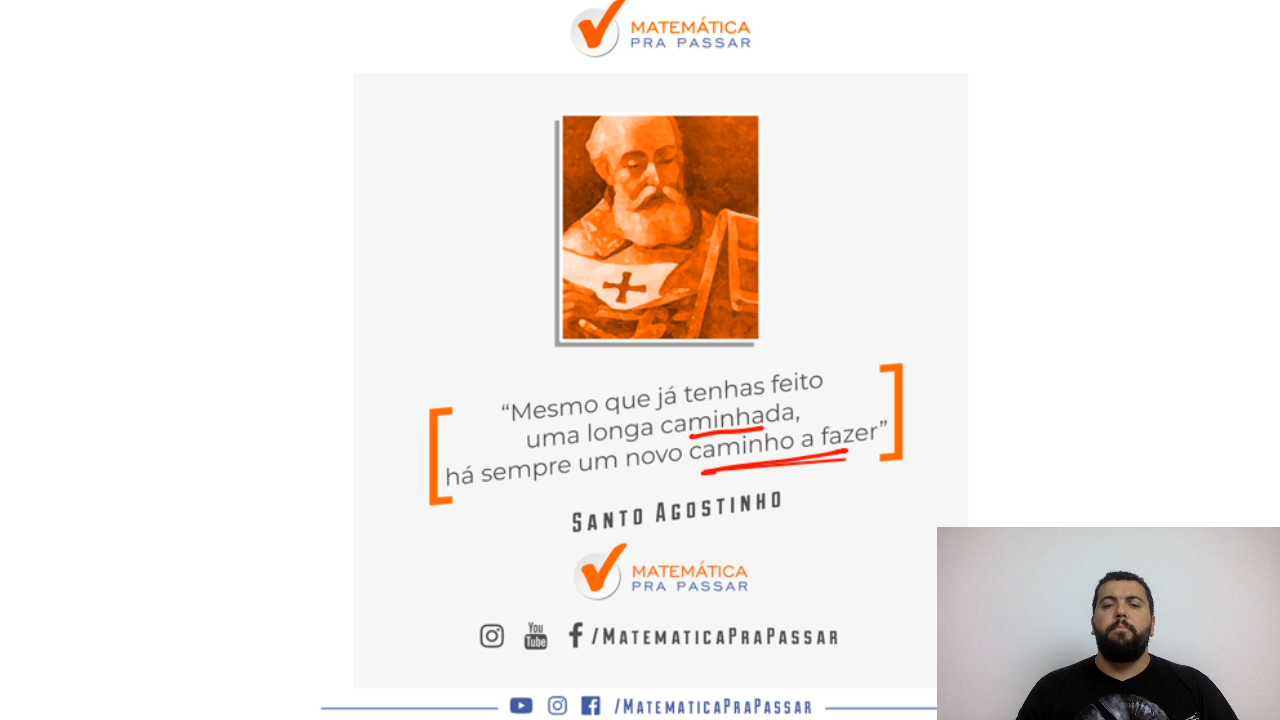 MATEMÁTICA
PRA PASSAR
“Mesmo que já tenhas feito
uma longa caminhada,
há sempre um novo caminho a fazer”
SANTO AGOSTINHO
MATEMÁTICA
PRA PASSAR
You
Tube
/MATEMATICAPRAPASSAR
/MATEMATICAPRAPASSAR